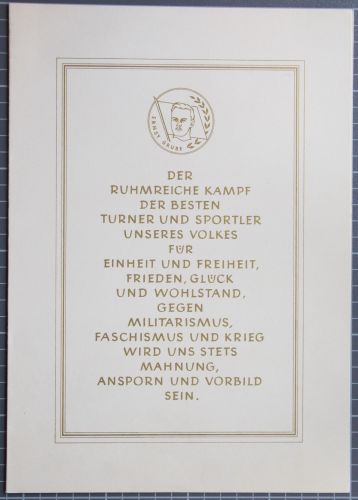 ERNST GRUBE
DER
RUHMREICHE KAMPF
DER BESTEN
TURNER UND SPORTLER
UNSERES VOLKES
FÜR
EINHEIT UND FREIHEIT,
FRIEDEN, GLÜCK
UND WOHLSTAND,
GEGEN
MILITARISMUS,
FASCHISMUS UND KRIEG
WIRD UNS STETS
MAHNUNG,
ANSPORN UND VORBILD
SEIN.